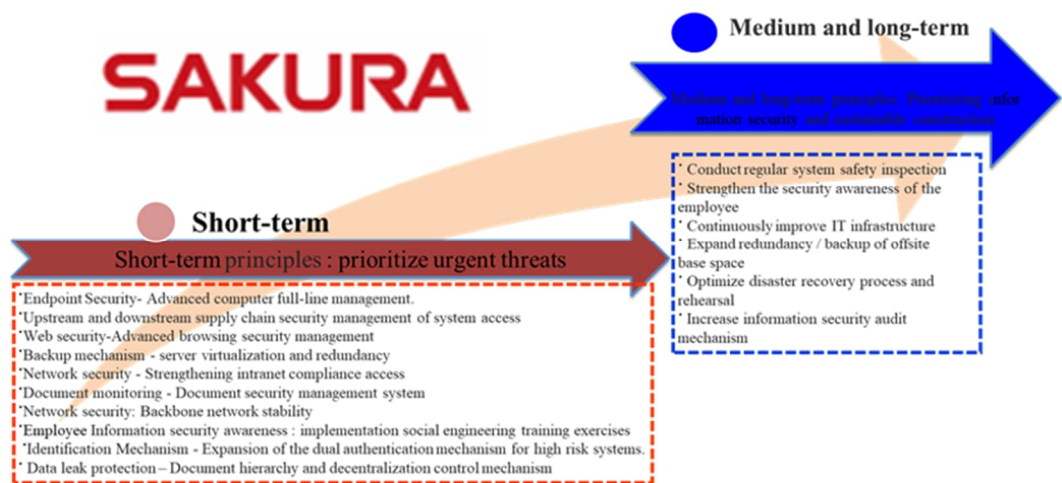 SAKURA
Medium and long-term
Medium and long-term principles: Prioritizing infor
mation security and sustainable construction
· Conduct regular system safety inspection
· Strengthen the security awareness of the
employee
· Continuously improve IT infrastructure
· Expand redundancy / backup of offsite
base space
· Optimize disaster recovery process and
rehearsal
· Increase information security audit
mechanism
Short-term
Short-term principles : prioritize urgent threats
·Endpoint Security- Advanced computer full-line management.
·Upstream and downstream supply chain security management of system access
·Web security-Advanced browsing security management
·Backup mechanism - server virtualization and redundancy
·Network security - Strengthening intranet compliance access
·Document monitoring - Document security management system
·Network security: Backbone network stability
·Employee Information security awareness : implementation social engineering training exercises
·Identification Mechanism - Expansion of the dual authentication mechanism for high risk systems.
· Data leak protection – Document hierarchy and decentralization control mechanism